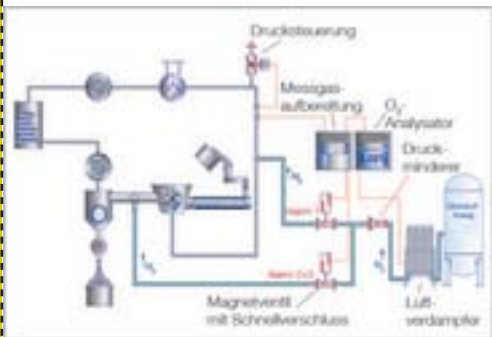 Drucksteuerung
Messgas-
aufbereitung
O₂-
Analysator
Druck-
minderer
Magnetventil
mit Schnellverschluss
Luft-
verdampfer